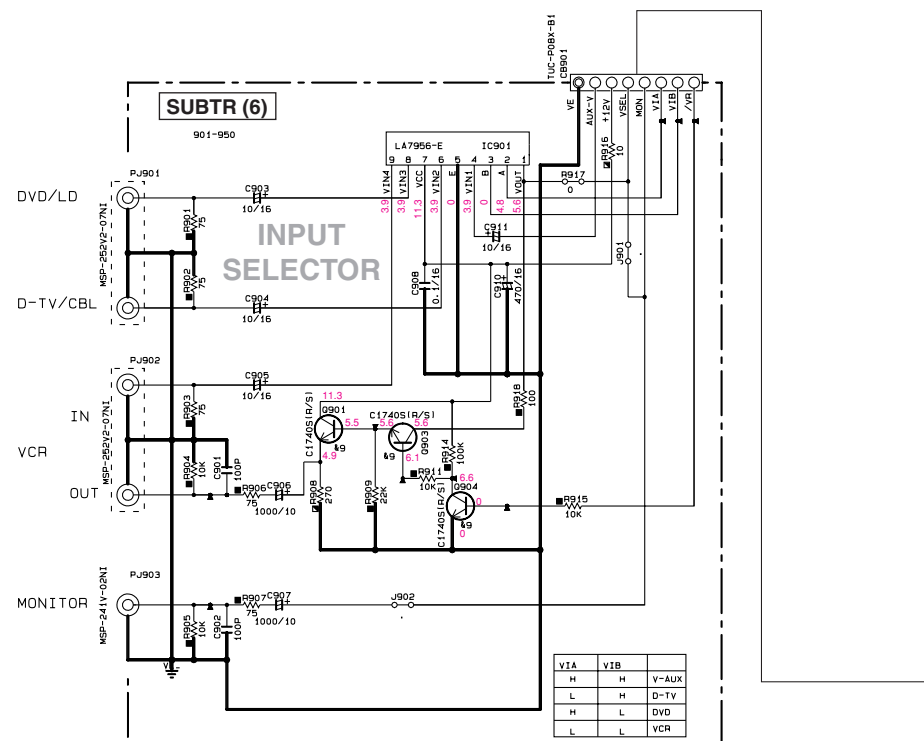 TUC-P08X-B1
CB901
VE
AUX-V
+12V
VSEL
MON
VIA
VIB
/VR
SUBTR (6)
901-950
LA7956-E IC901
9 8 7 6 5 4 3 2 1
VIN4
VIN3
VCC
VIN2
E
VIN1
B
A
VOUT
3.9
3.9
11.3
3.9
0
3.9
0
4.8
5.6
R916
10
R917
0
J901
PJ901
DVD/LD
MSP-252V2-07NI
C903
10/16
R901
75
R902
75
INPUT
SELECTOR
C911
10/16
C908
0.1/16
C910
470/16
D-TV/CBL
C904
10/16
PJ902
C905
10/16
IN
VCR
OUT
MSP-252V2-07NI
R903
75
R904
10K
C901
100P
R906
75
C906
1000/10
11.3
C1740S(R/S)
Q901
5.5
4.9
&9
R908
270
C1740S(R/S)
5.6
5.6
Q903
6.1
&9
R909
22K
R918
100
R914
100K
R911
10K
6.6
Q904
0
C1740S(R/S)
&9
0
R915
10K
PJ903
MONITOR
MSP-241V-02NI
R907
75
C907
1000/10
J902
R905
10K
C902
100P
VIA VIB
H H V-AUX
L H D-TV
H L DVD
L L VCR